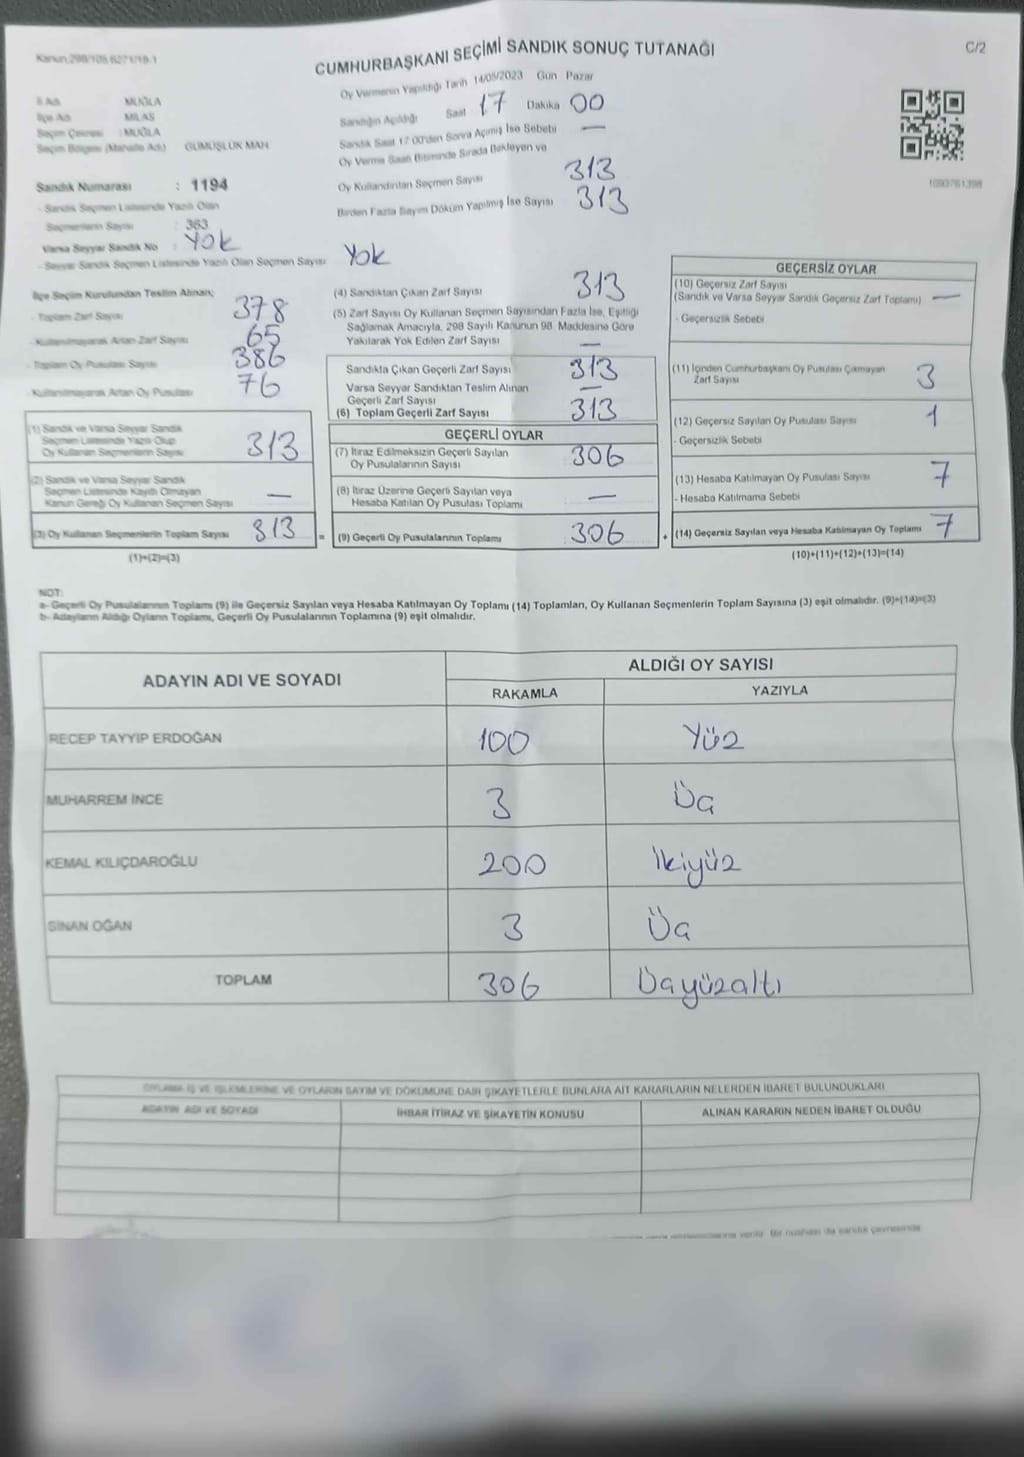 Kanun,298/105,6271/19.1
CUMHURBAŞKANI SEÇİMİ SANDIK SONUÇ TUTANAĞI
C/2
İl Adı MUĞLA
İlçe Adı MİLAS
Seçim Çevresi : MUĞLA
Seçim Bölgesi (Mahalle Adı) GÜMÜŞLÜK MAH
Sandık Numarası : 1194
- Sandık Seçmen Listesinde Yazılı Olan
Seçmenlerin Sayısı : 363
Varsa Seyyar Sandık No : Yok
- Seyyar Sandık Seçmen Listesinde Yazılı Olan Seçmen Sayısı Yok
Oy Vermenin Yapıldığı Tarih 14/05/2023 Gün Pazar
Sandığın Açıldığı Saat 17 Dakika 00
Sandık Saat 17:00'den Sonra Açmış İse Sebebi —
Oy Verme Saati Bitiminde Sırada Bekleyen ve
Oy Kullandırılan Seçmen Sayısı 313
Birden Fazla Sayım Döküm Yapılmış İse Sayısı 313
İlçe Seçim Kurulundan Teslim Alınan;
- Toplam Zarf Sayısı 378
- Kullanılmayarak Artan Zarf Sayısı 65
- Toplam Oy Pusulası Sayısı 386
- Kullanılmayarak Artan Oy Pusulası 76
(1) Sandık ve Varsa Seyyar Sandık
Seçmen Listesinde Yazılı Olup
Oy Kullanan Seçmenlerin Sayısı 313
(2) Sandık ve Varsa Seyyar Sandık
Seçmen Listesinde Kayıtlı Olmayan
Kanun Gereği Oy Kullanan Seçmen Sayısı —
(3) Oy Kullanan Seçmenlerin Toplam Sayısı 313 =
(1)+(2)=(3)
(4) Sandıktan Çıkan Zarf Sayısı 313
(5) Zarf Sayısı Oy Kullanan Seçmen Sayısından Fazla İse, Eşitliği
Sağlamak Amacıyla, 298 Sayılı Kanunun 98. Maddesine Göre
Yakılarak Yok Edilen Zarf Sayısı —
Sandıkta Çıkan Geçerli Zarf Sayısı 313
Varsa Seyyar Sandıktan Teslim Alınan
Geçerli Zarf Sayısı —
(6) Toplam Geçerli Zarf Sayısı 313
GEÇERLİ OYLAR
(7) İtiraz Edilmeksizin Geçerli Sayılan
Oy Pusulalarının Sayısı 306
(8) İtiraz Üzerine Geçerli Sayılan veya
Hesaba Katılan Oy Pusulası Toplamı —
(9) Geçerli Oy Pusulalarının Toplamı 306 +
GEÇERSİZ OYLAR
(10) Geçersiz Zarf Sayısı
(Sandık ve Varsa Seyyar Sandık Geçersiz Zarf Toplamı) —
- Geçersizlik Sebebi
(11) İçinden Cumhurbaşkanı Oy Pusulası Çıkmayan
Zarf Sayısı 3
(12) Geçersiz Sayılan Oy Pusulası Sayısı 1
- Geçersizlik Sebebi
(13) Hesaba Katılmayan Oy Pusulası Sayısı 7
- Hesaba Katılmama Sebebi
(14) Geçersiz Sayılan veya Hesaba Katılmayan Oy Toplamı 7
(10)+(11)+(12)+(13)=(14)
NOT:
a- Geçerli Oy Pusulalarının Toplamı (9) ile Geçersiz Sayılan veya Hesaba Katılmayan Oy Toplamı (14) Toplamları, Oy Kullanan Seçmenlerin Toplam Sayısına (3) eşit olmalıdır. (9)+(14)=(3)
b- Adayların Aldığı Oyların Toplamı, Geçerli Oy Pusulalarının Toplamına (9) eşit olmalıdır.
ADAYIN ADI VE SOYADI
ALDIĞI OY SAYISI
RAKAMLA YAZIYLA
RECEP TAYYİP ERDOĞAN 100 Yüz
MUHARREM İNCE 3 Üç
KEMAL KILIÇDAROĞLU 200 İkiyüz
SİNAN OĞAN 3 Üç
TOPLAM 306 Üçyüzaltı
OYLAMA İŞ VE İŞLEMLERİNE VE OYLARIN SAYIM VE DÖKÜMÜNE DAİR ŞİKAYETLERLE BUNLARA AİT KARARLARIN NELERDEN İBARET BULUNDUKLARI
ADAYIN ADI VE SOYADI İHBAR İTİRAZ VE ŞİKAYETİN KONUSU ALINAN KARARIN NEDEN İBARET OLDUĞU
verilir. Bir nüshası da sandık çevresinde